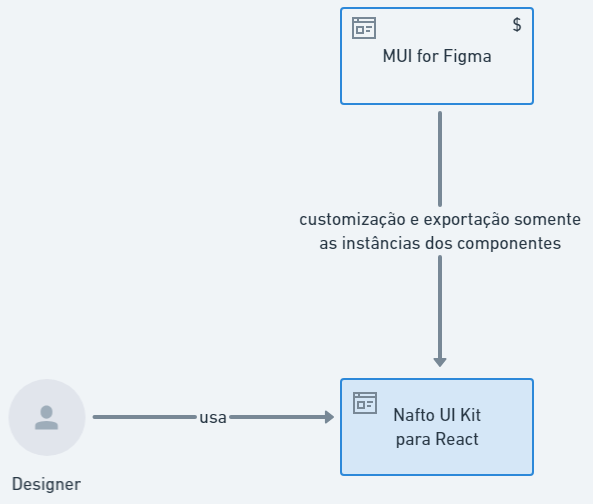 $
MUI for Figma
customização e exportação somente
as instâncias dos componentes
usa
Nafto UI Kit
para React
Designer